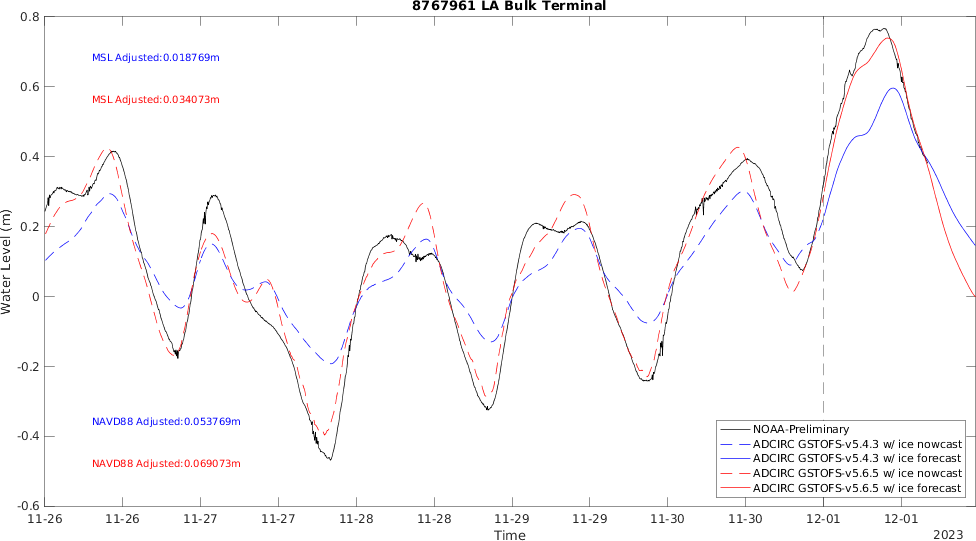 8767961 LA Bulk Terminal
0.8
MSL Adjusted:0.018769m
MSL Adjusted:0.034073m
0.6
0.4
0.2
0
-0.2
-0.4
-0.6
Water Level (m)
NAVD88 Adjusted:0.053769m
NAVD88 Adjusted:0.069073m
NOAA-Preliminary
ADCIRC GSTOFS-v5.4.3 w/ ice nowcast
ADCIRC GSTOFS-v5.4.3 w/ ice forecast
ADCIRC GSTOFS-v5.6.5 w/ ice nowcast
ADCIRC GSTOFS-v5.6.5 w/ ice forecast
11-26 11-26 11-27 11-27 11-28 11-28 11-29 11-29 11-30 11-30 12-01 12-01
Time
2023